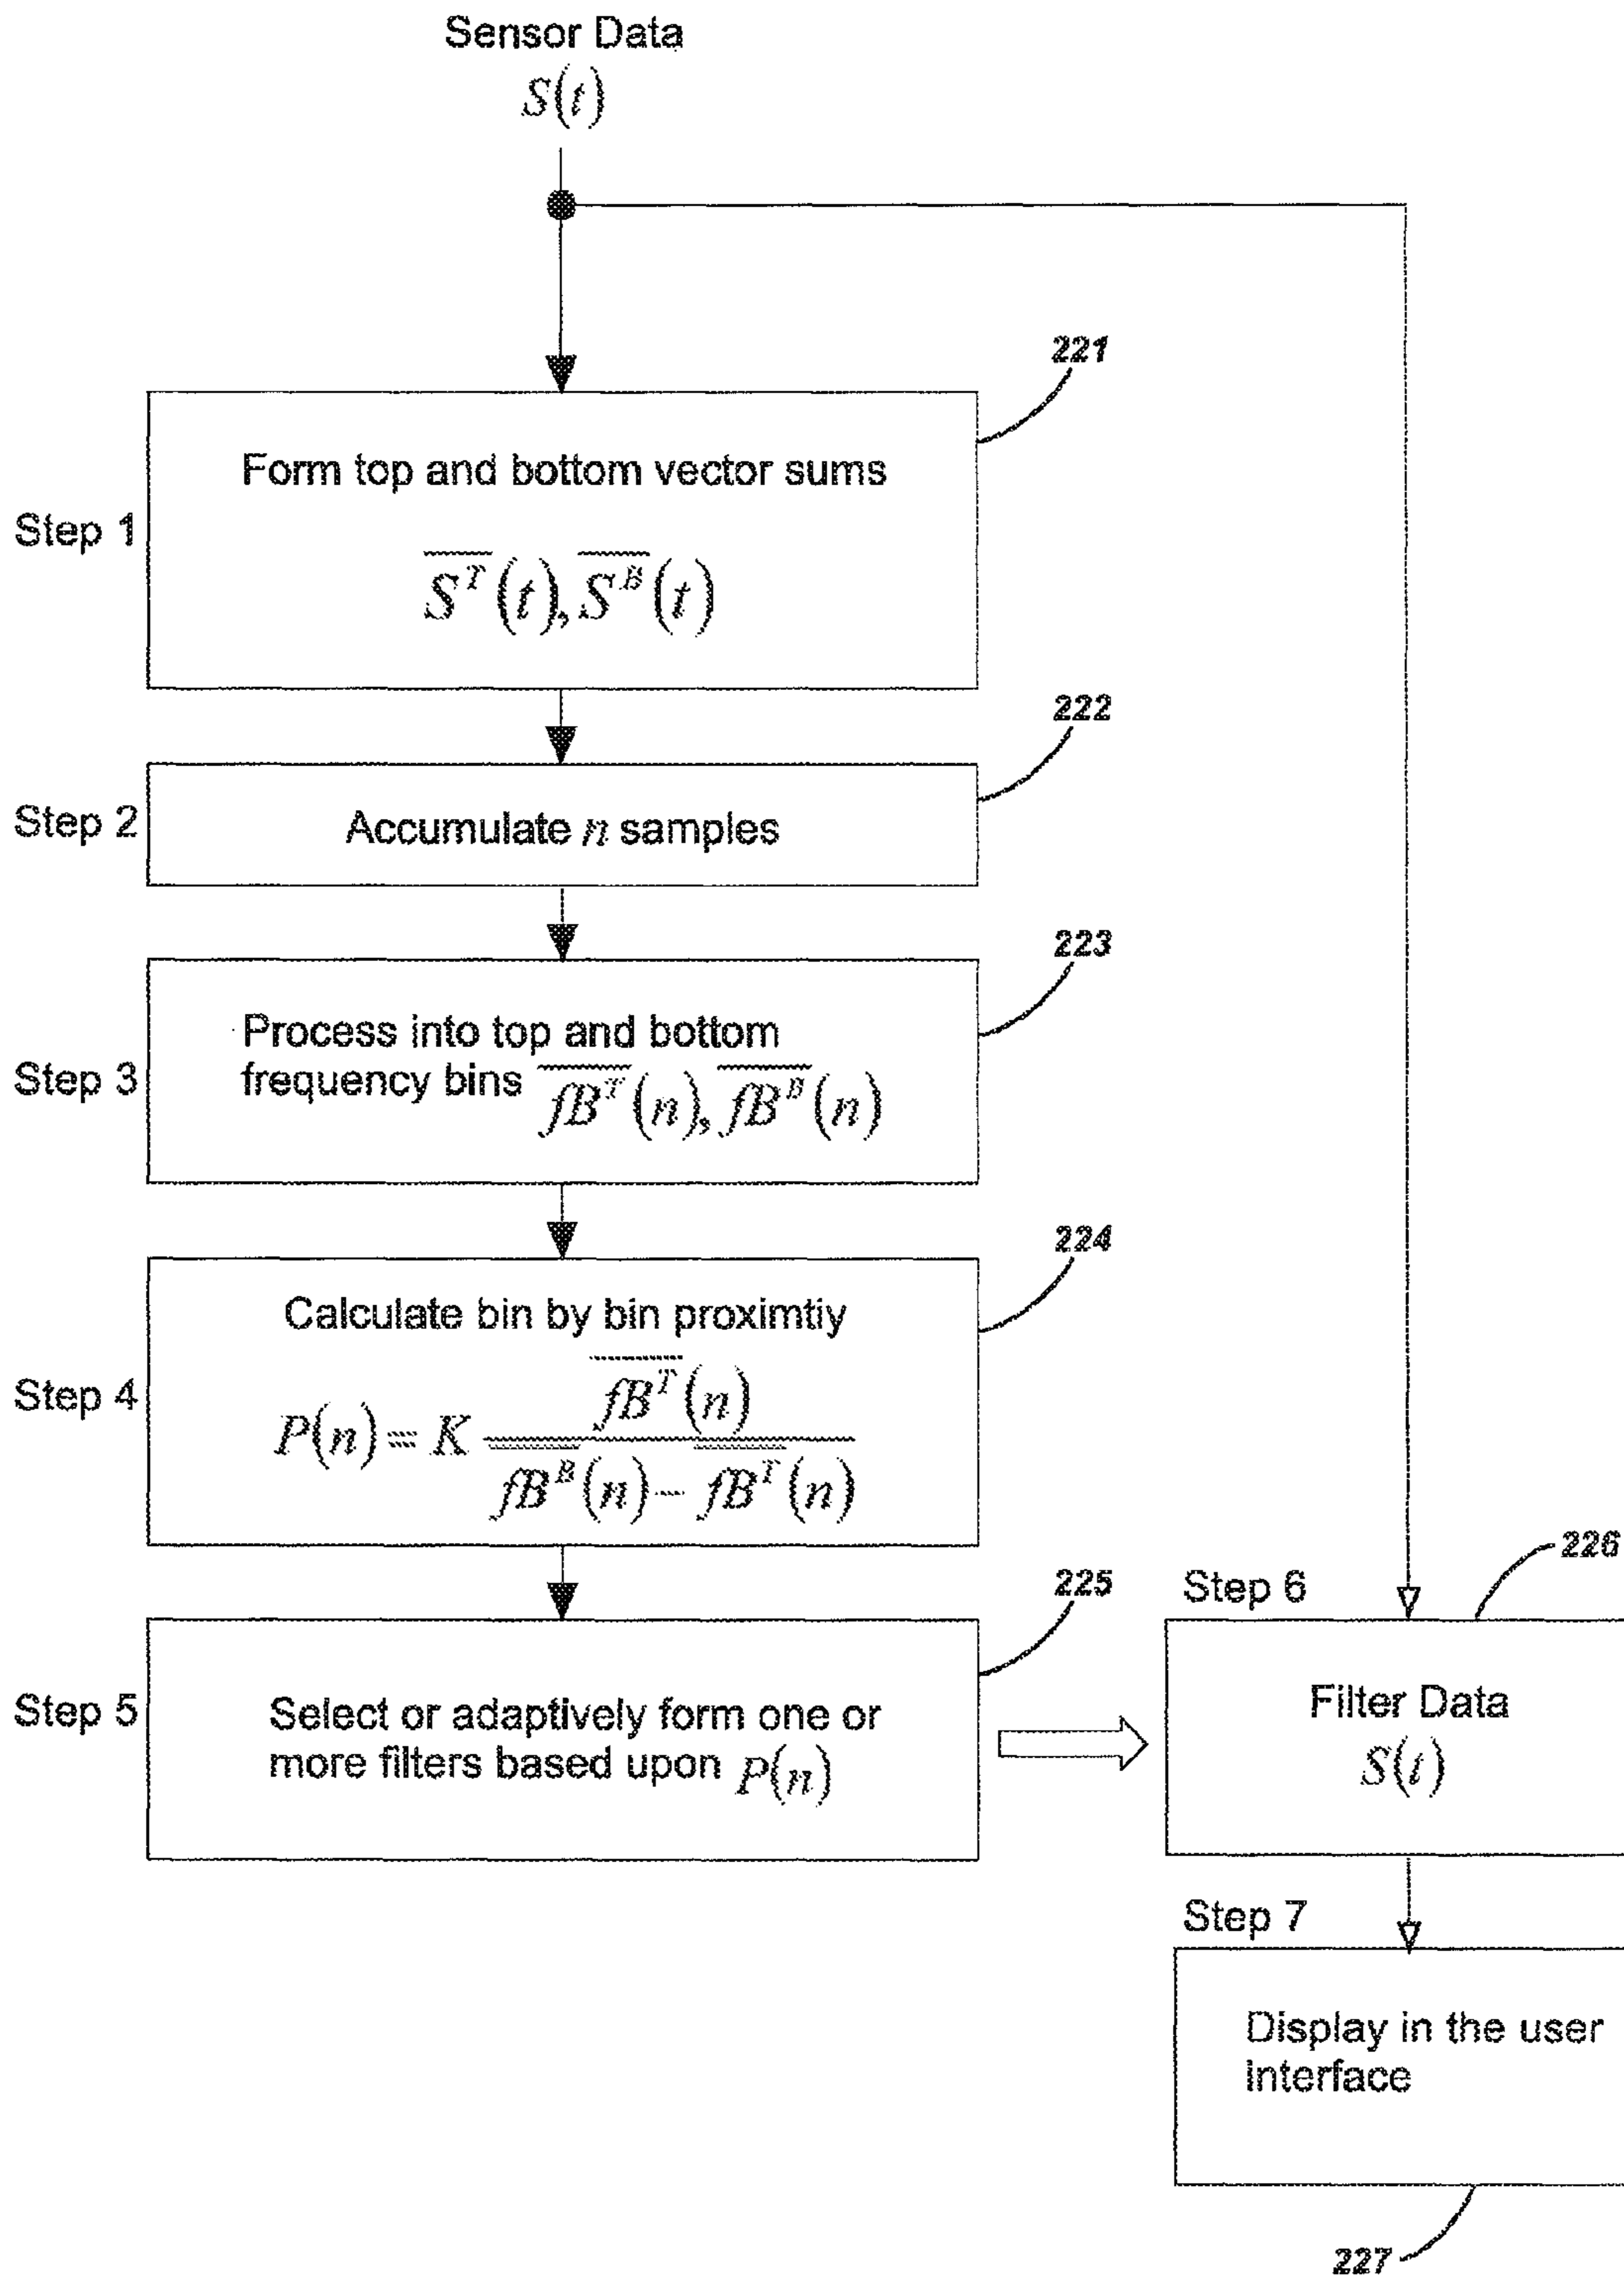 Sensor Data
S(t)
221
Step 1
Form top and bottom vector sums
S^T(t), S^B(t)
222
Step 2
Accumulate n samples
223
Step 3
Process into top and bottom
frequency bins fB^T(n), fB^B(n)
224
Step 4
Calculate bin by bin proximtiy
P(n) = K fB^T(n) / fB^B(n) - fB^T(n)
225
Step 5
Select or adaptively form one or
more filters based upon P(n)
226
Step 6
Filter Data
S(t)
Step 7
Display in the user
interface
227